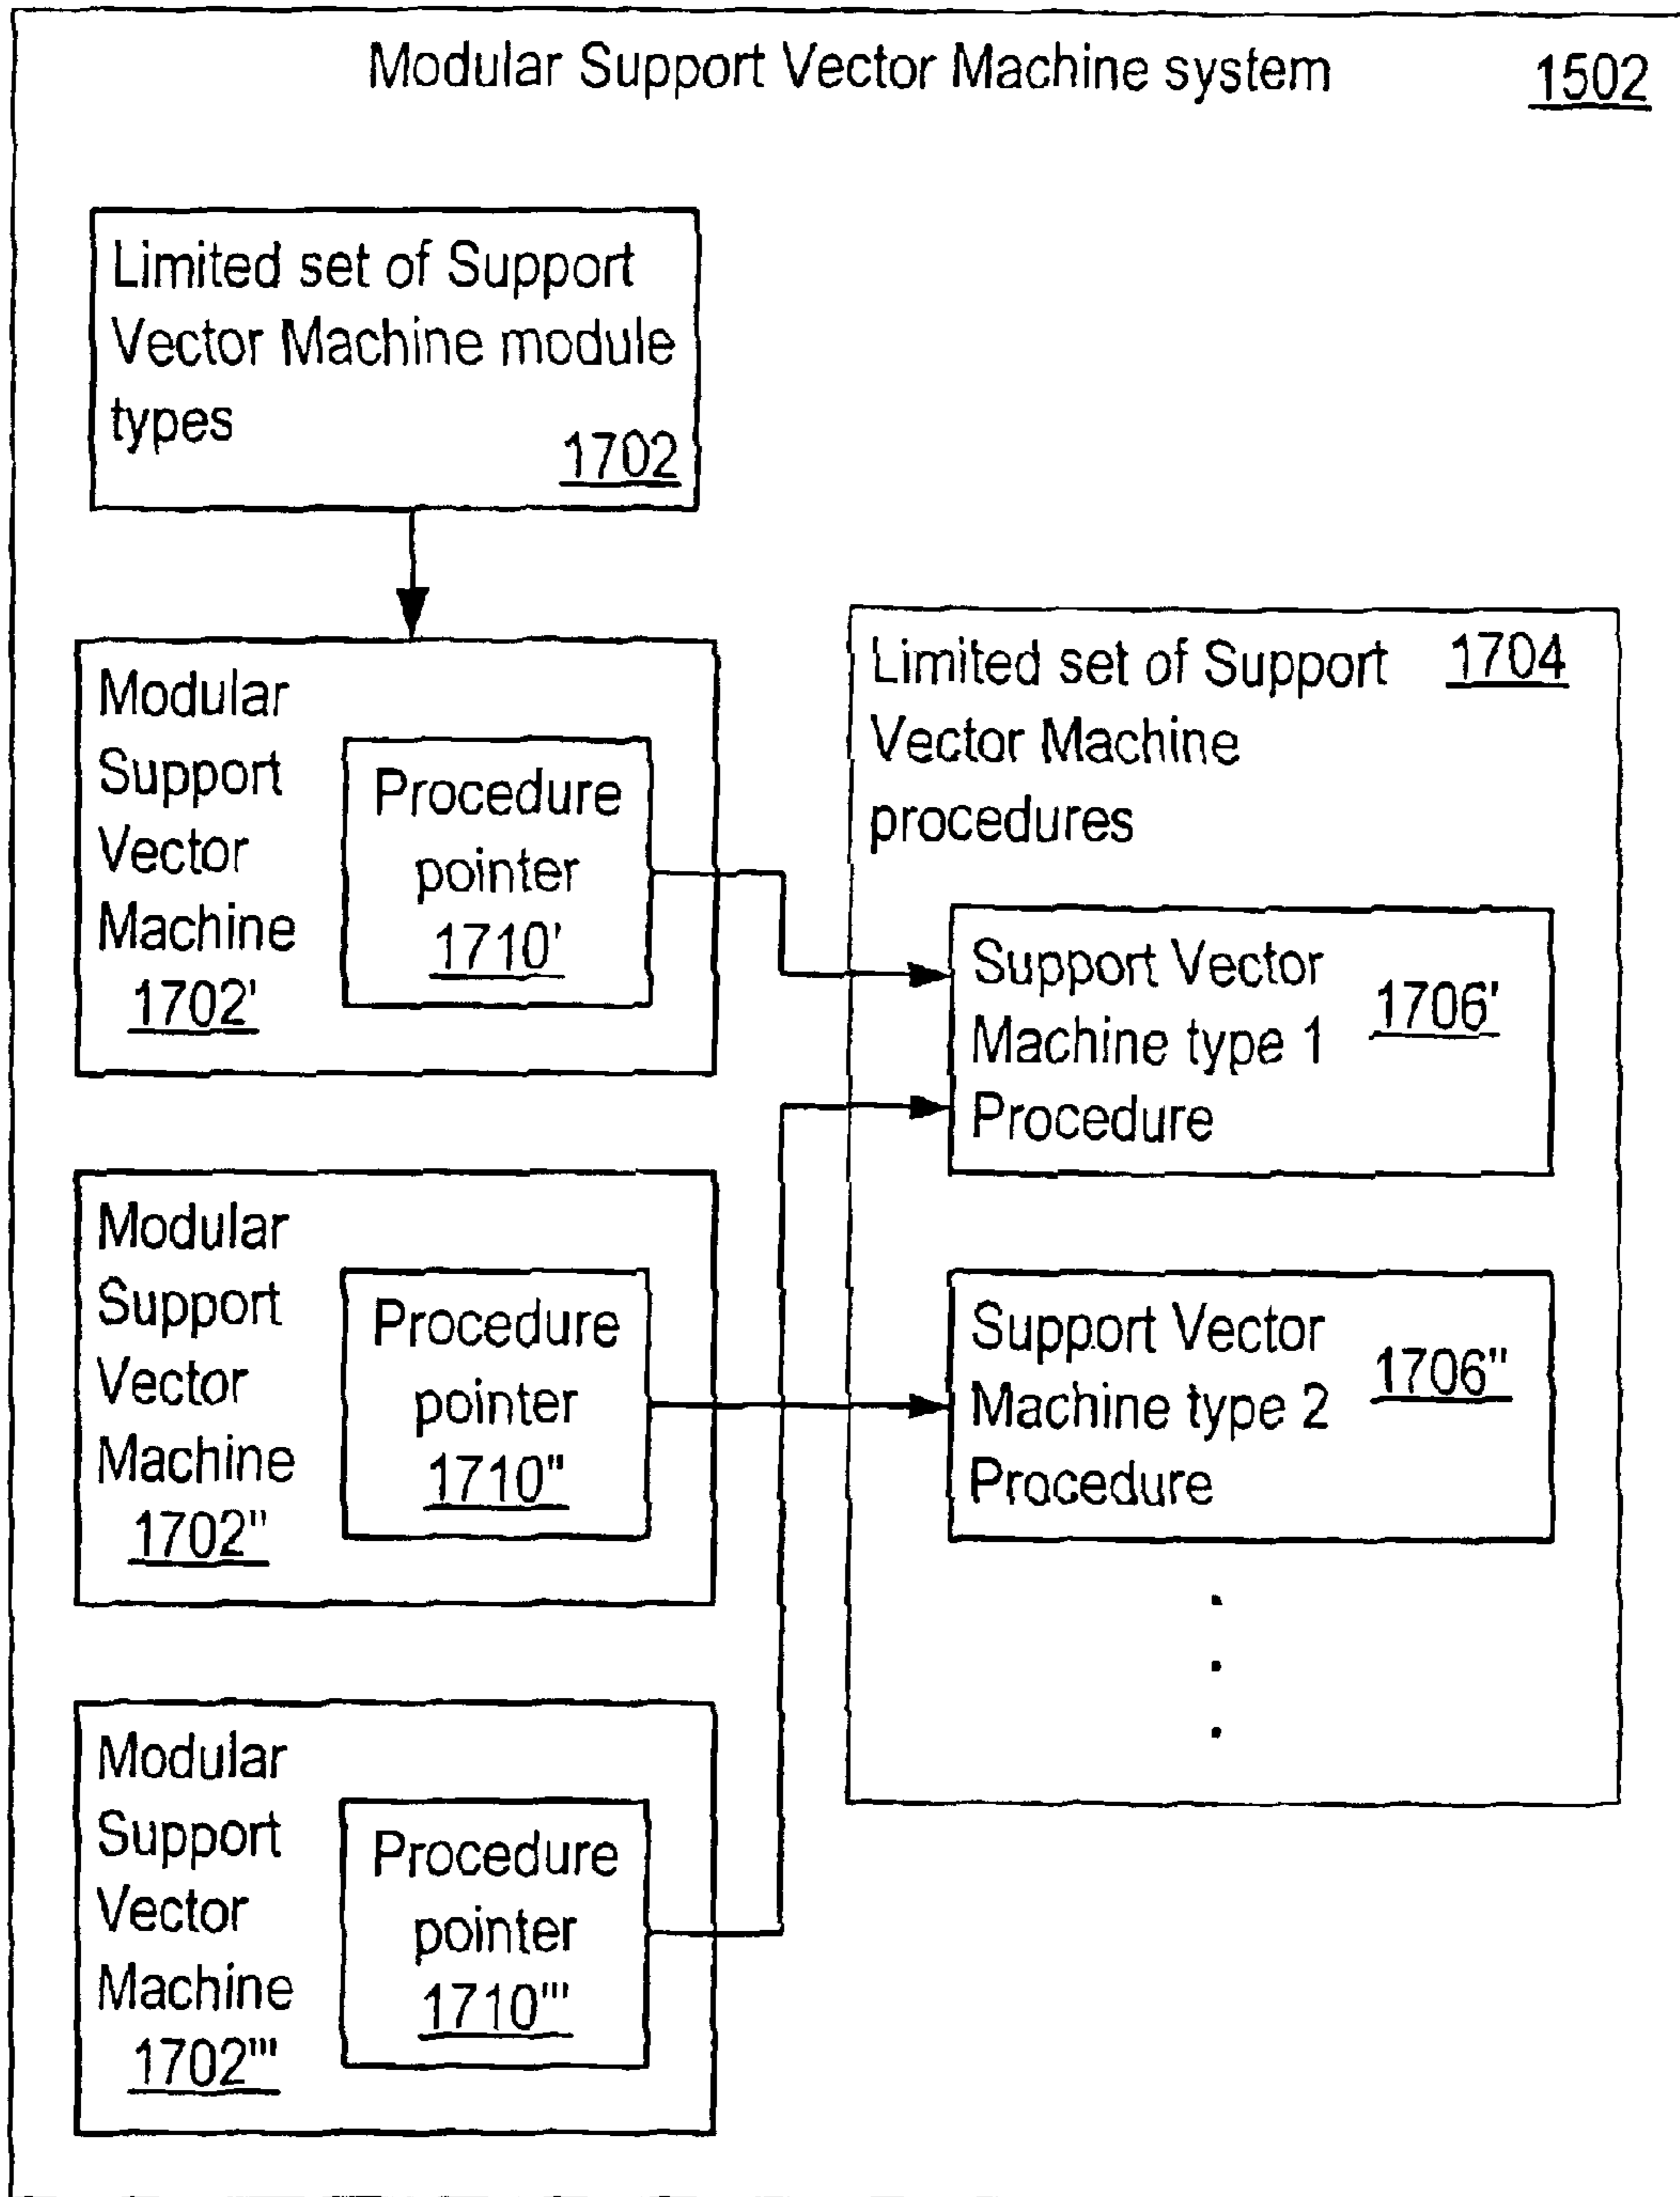 Modular Support Vector Machine system 1502
Limited set of Support
Vector Machine module
types
1702
Modular
Support
Vector
Machine
1702'
Procedure
pointer
1710'
Limited set of Support 1704
Vector Machine
procedures
Support Vector
Machine type 1
Procedure
1706'
Modular
Support
Vector
Machine
1702''
Procedure
pointer
1710''
Support Vector
Machine type 2
Procedure
1706''
.
.
.
Modular
Support
Vector
Machine
1702'''
Procedure
pointer
1710'''